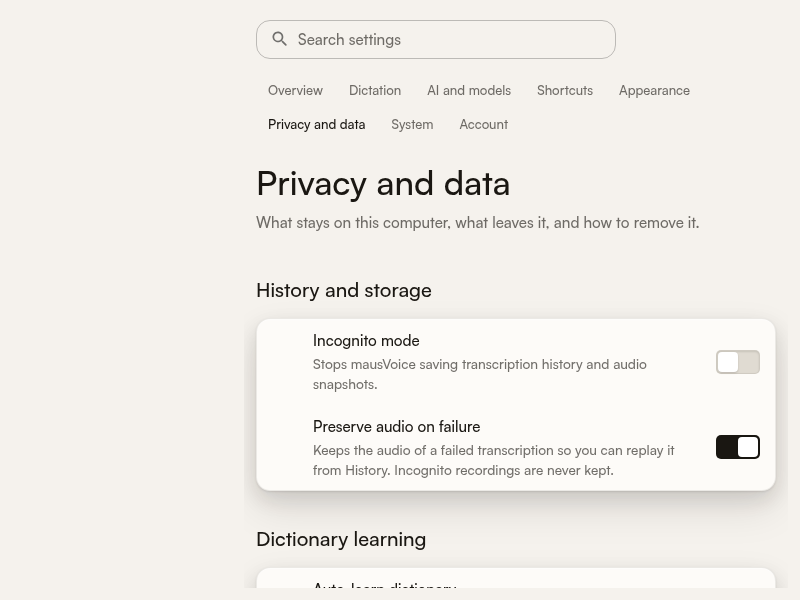 Search settings
Overview Dictation AI and models Shortcuts Appearance
Privacy and data System Account
Privacy and data
What stays on this computer, what leaves it, and how to remove it.
History and storage
Incognito mode
Stops mausVoice saving transcription history and audio
snapshots.
Preserve audio on failure
Keeps the audio of a failed transcription so you can replay it
from History. Incognito recordings are never kept.
Dictionary learning
Auto-learn dictionary